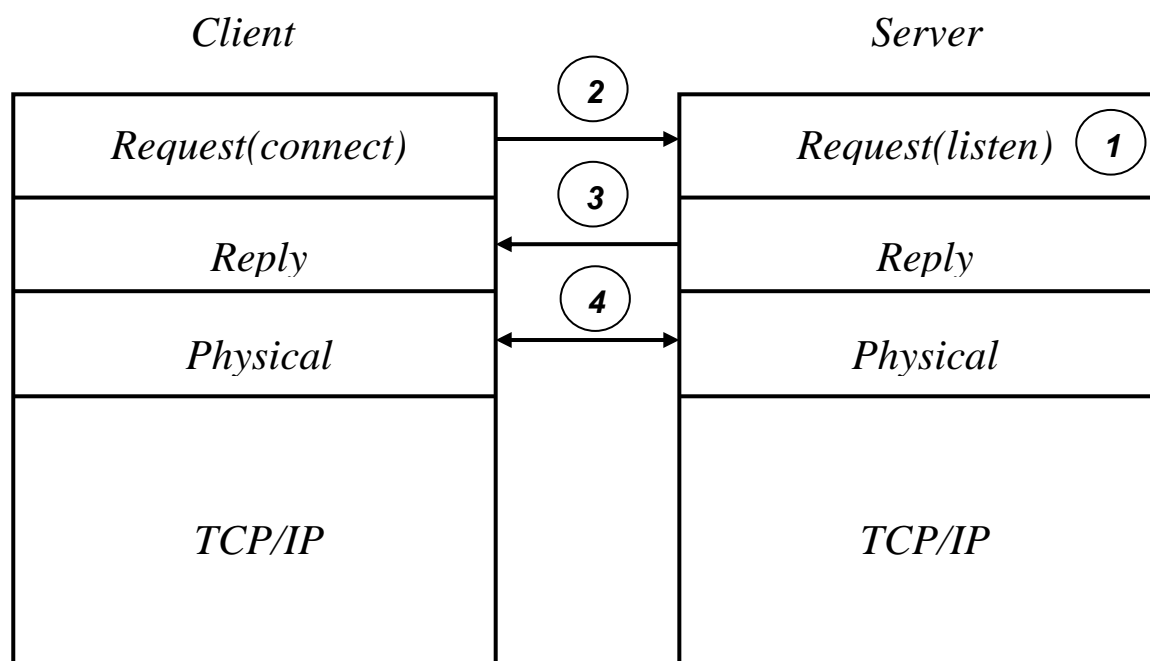 Client
Server
2
Request(connect)
Request(listen)
1
3
Reply
Reply
4
Physical
Physical
TCP/IP
TCP/IP